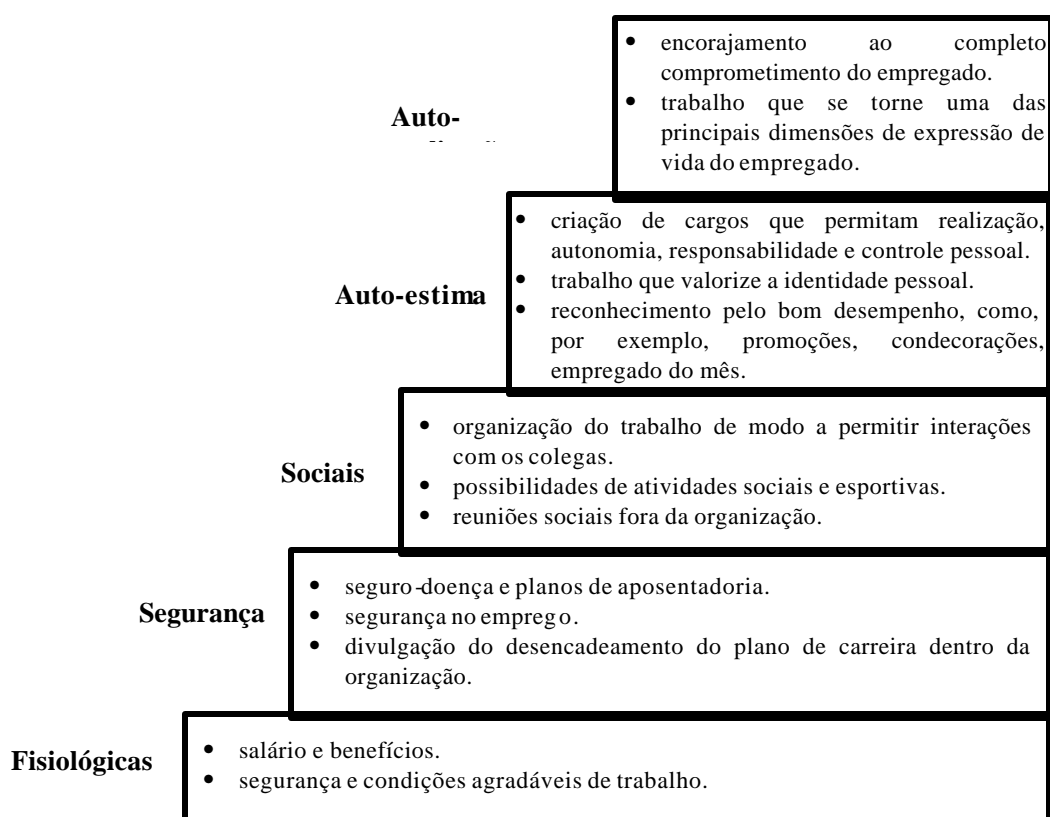 encorajamento ao completo
comprometimento do empregado.
trabalho que se torne uma das
principais dimensões de expressão de
vida do empregado.
Auto-
criação de cargos que permitam realização,
autonomia, responsabilidade e controle pessoal.
trabalho que valorize a identidade pessoal.
reconhecimento pelo bom desempenho, como,
por exemplo, promoções, condecorações,
empregado do mês.
Auto-estima
organização do trabalho de modo a permitir interações
com os colegas.
possibilidades de atividades sociais e esportivas.
reuniões sociais fora da organização.
Sociais
seguro-doença e planos de aposentadoria.
segurança no emprego.
divulgação do desencadeamento do plano de carreira dentro da
organização.
Segurança
salário e benefícios.
segurança e condições agradáveis de trabalho.
Fisiológicas